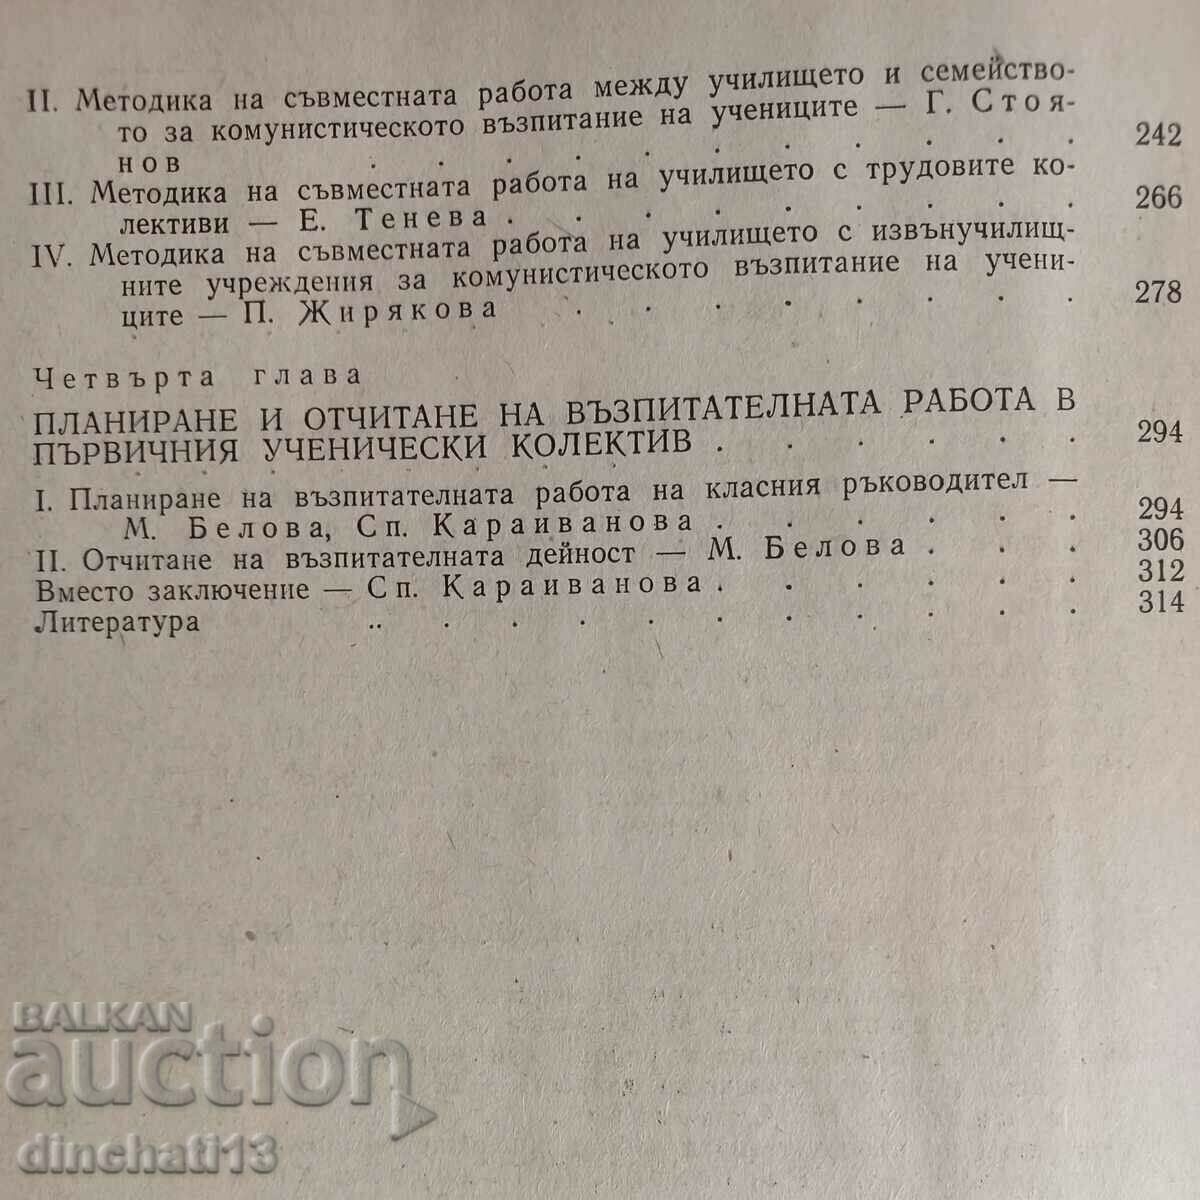 II. Методика на съвместната работа между училището и семейство-
то за комунистическото възпитание на учениците — Г. Стоя-
нов . . . . . . . . . . . 242
III. Методика на съвместната работа на училището с трудовите ко-
лективи — Е. Тенева . . . . . . . . . 266
IV. Методика на съвместната работа на училището с извънучилищ-
ните учреждения за комунистическото възпитание на учени-
ците — П. Жирякова . . . . . . . . 278
Четвърта глава
ПЛАНИРАНЕ И ОТЧИТАНЕ НА ВЪЗПИТАТЕЛНАТА РАБОТА В
ПЪРВИЧНИЯ УЧЕНИЧЕСКИ КОЛЕКТИВ . . . . . . 294
I. Планиране на възпитателната работа на класния ръководител —
М. Белова, Сп. Караиванова . . . . . . 294
II. Отчитане на възпитателната дейност — М. Белова . . . 306
Вместо заключение — Сп. Караиванова . . . . . . 312
Литература .. . . . . . . . . . . 314
BALKAN
auction
dinchati13